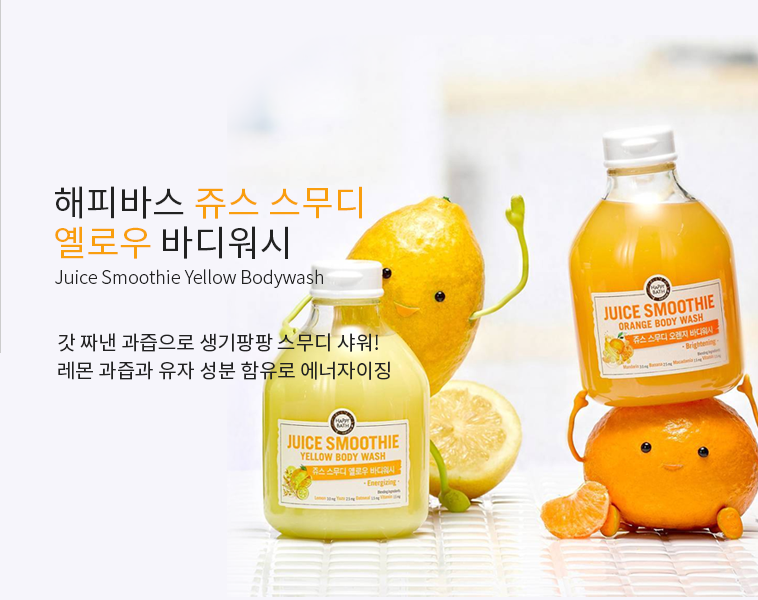 해피바스 쥬스 스무디
옐로우 바디워시
Juice Smoothie Yellow Bodywash
갓 짜낸 과즙으로 생기팡팡 스무디 샤워!
레몬 과즙과 유자 성분 함유로 에너자이징
HAPPY
BATH
JUICE SMOOTHIE
YELLOW BODY WASH
쥬스 스무디 옐로우 바디워시
- Energizing -
HAPPY
BATH
JUICE SMOOTHIE
ORANGE BODY WASH
쥬스 스무디 오렌지 바디워시
- Brightening -